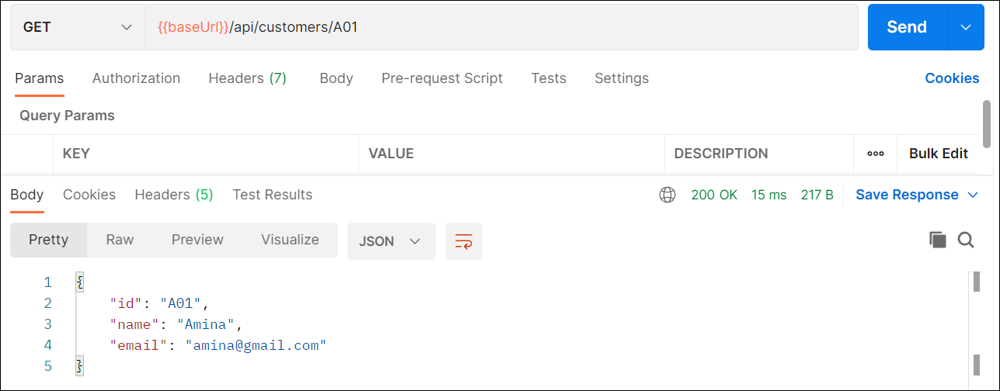 GET {{baseUrl}}/api/customers/A01 Send
Params Authorization Headers (7) Body Pre-request Script Tests Settings Cookies
Query Params
KEY VALUE DESCRIPTION ooo Bulk Edit
Body Cookies Headers (5) Test Results 200 OK 15 ms 217 B Save Response
Pretty Raw Preview Visualize JSON
1 {
2 "id": "A01",
3 "name": "Amina",
4 "email": "amina@gmail.com"
5 }